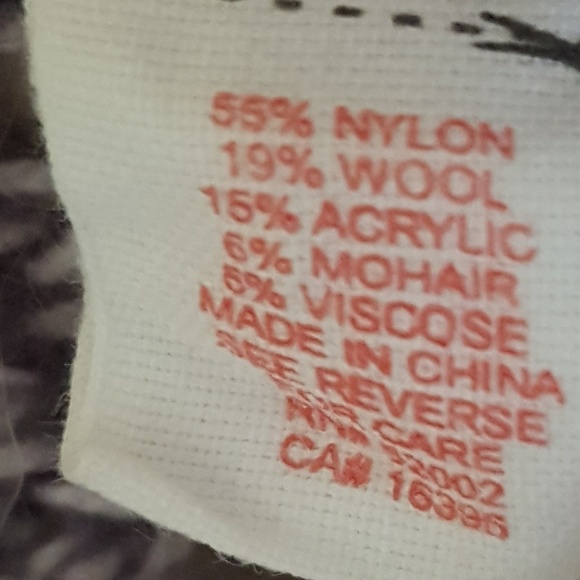 55% NYLON
19% WOOL
15% ACRYLIC
6% MOHAIR
5% VISCOSE
MADE IN CHINA
SEE REVERSE
FOR CARE
RN#
CA# 16396